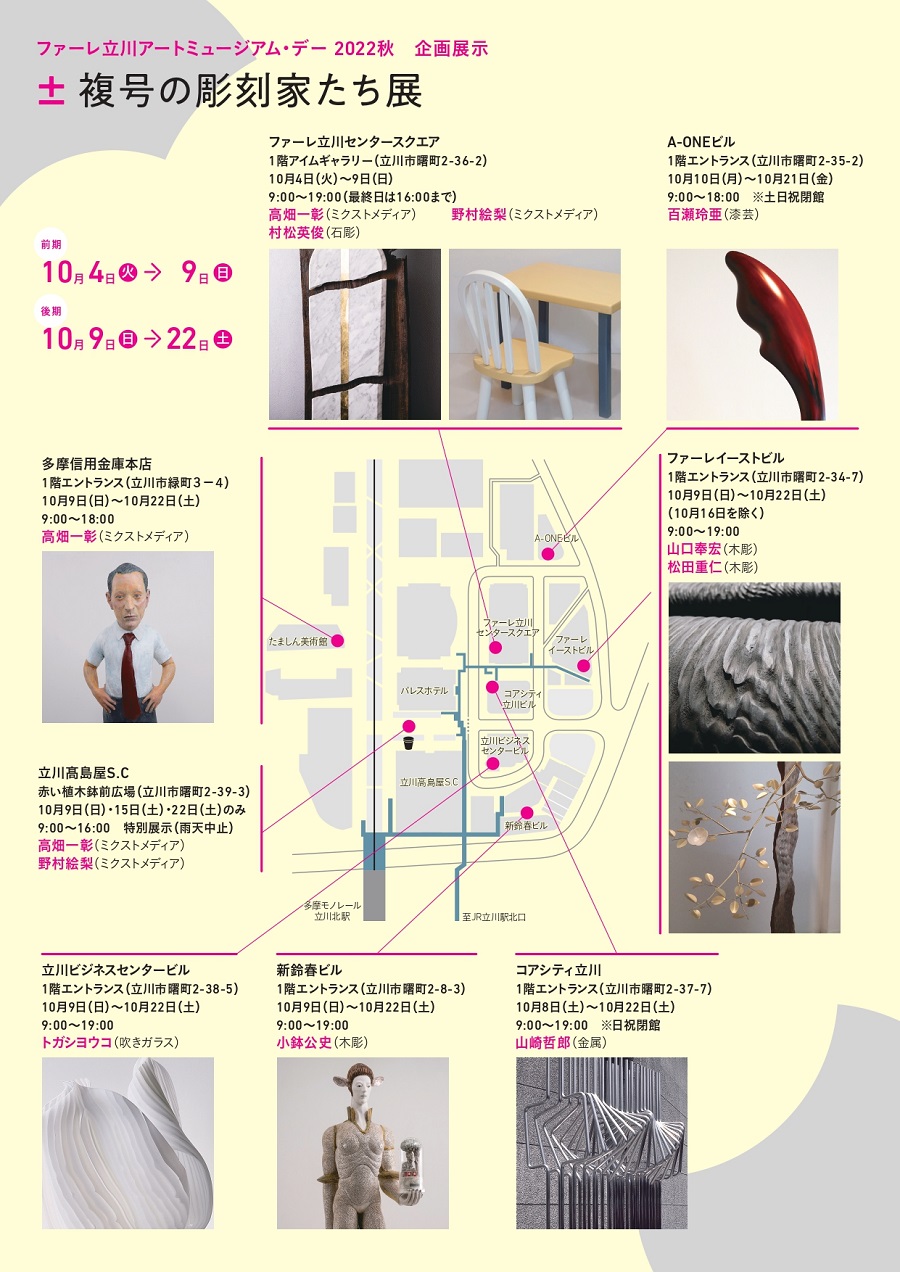 ファーレ立川アートミュージアム・デー 2022秋　企画展示
± 複号の彫刻家たち展
前期
10月4日火→9日日
後期
10月9日日→22日土
ファーレ立川センタースクエア
1階アイムギャラリー（立川市曙町2-36-2）
10月4日（火）〜9日（日）
9:00〜19:00（最終日は16:00まで）
高畑一彰（ミクストメディア）　野村絵梨（ミクストメディア）
村松英俊（石彫）
A-ONEビル
1階エントランス（立川市曙町2-35-2）
10月10日（月）〜10月21日（金）
9:00〜18:00　※土日祝閉館
百瀬玲亜（漆芸）
多摩信用金庫本店
1階エントランス（立川市緑町3−4）
10月9日（日）〜10月22日（土）
9:00〜18:00
高畑一彰（ミクストメディア）
ファーレイーストビル
1階エントランス（立川市曙町2-34-7）
10月9日（日）〜10月22日（土）
（10月16日を除く）
9:00〜19:00
山口奉宏（木彫）
松田重仁（木彫）
A-ONEビル
ファーレ立川
センタースクエア
ファーレ
イーストビル
たましん美術館
パレスホテル
コアシティ
立川ビル
立川ビジネス
センタービル
立川髙島屋S.C
新鈴春ビル
多摩モノレール
立川北駅
至JR立川駅北口
立川髙島屋S.C
赤い植木鉢前広場（立川市曙町2-39-3）
10月9日（日）・15日（土）・22日（土）のみ
9:00〜16:00　特別展示（雨天中止）
高畑一彰（ミクストメディア）
野村絵梨（ミクストメディア）
立川ビジネスセンタービル
1階エントランス（立川市曙町2-38-5）
10月9日（日）〜10月22日（土）
9:00〜19:00
トガシヨウコ（吹きガラス）
新鈴春ビル
1階エントランス（立川市曙町2-8-3）
10月9日（日）〜10月22日（土）
9:00〜19:00
小鉢公史（木彫）
コアシティ立川
1階エントランス（立川市曙町2-37-7）
10月8日（土）〜10月22日（土）
9:00〜19:00　※日祝閉館
山崎哲郎（金属）